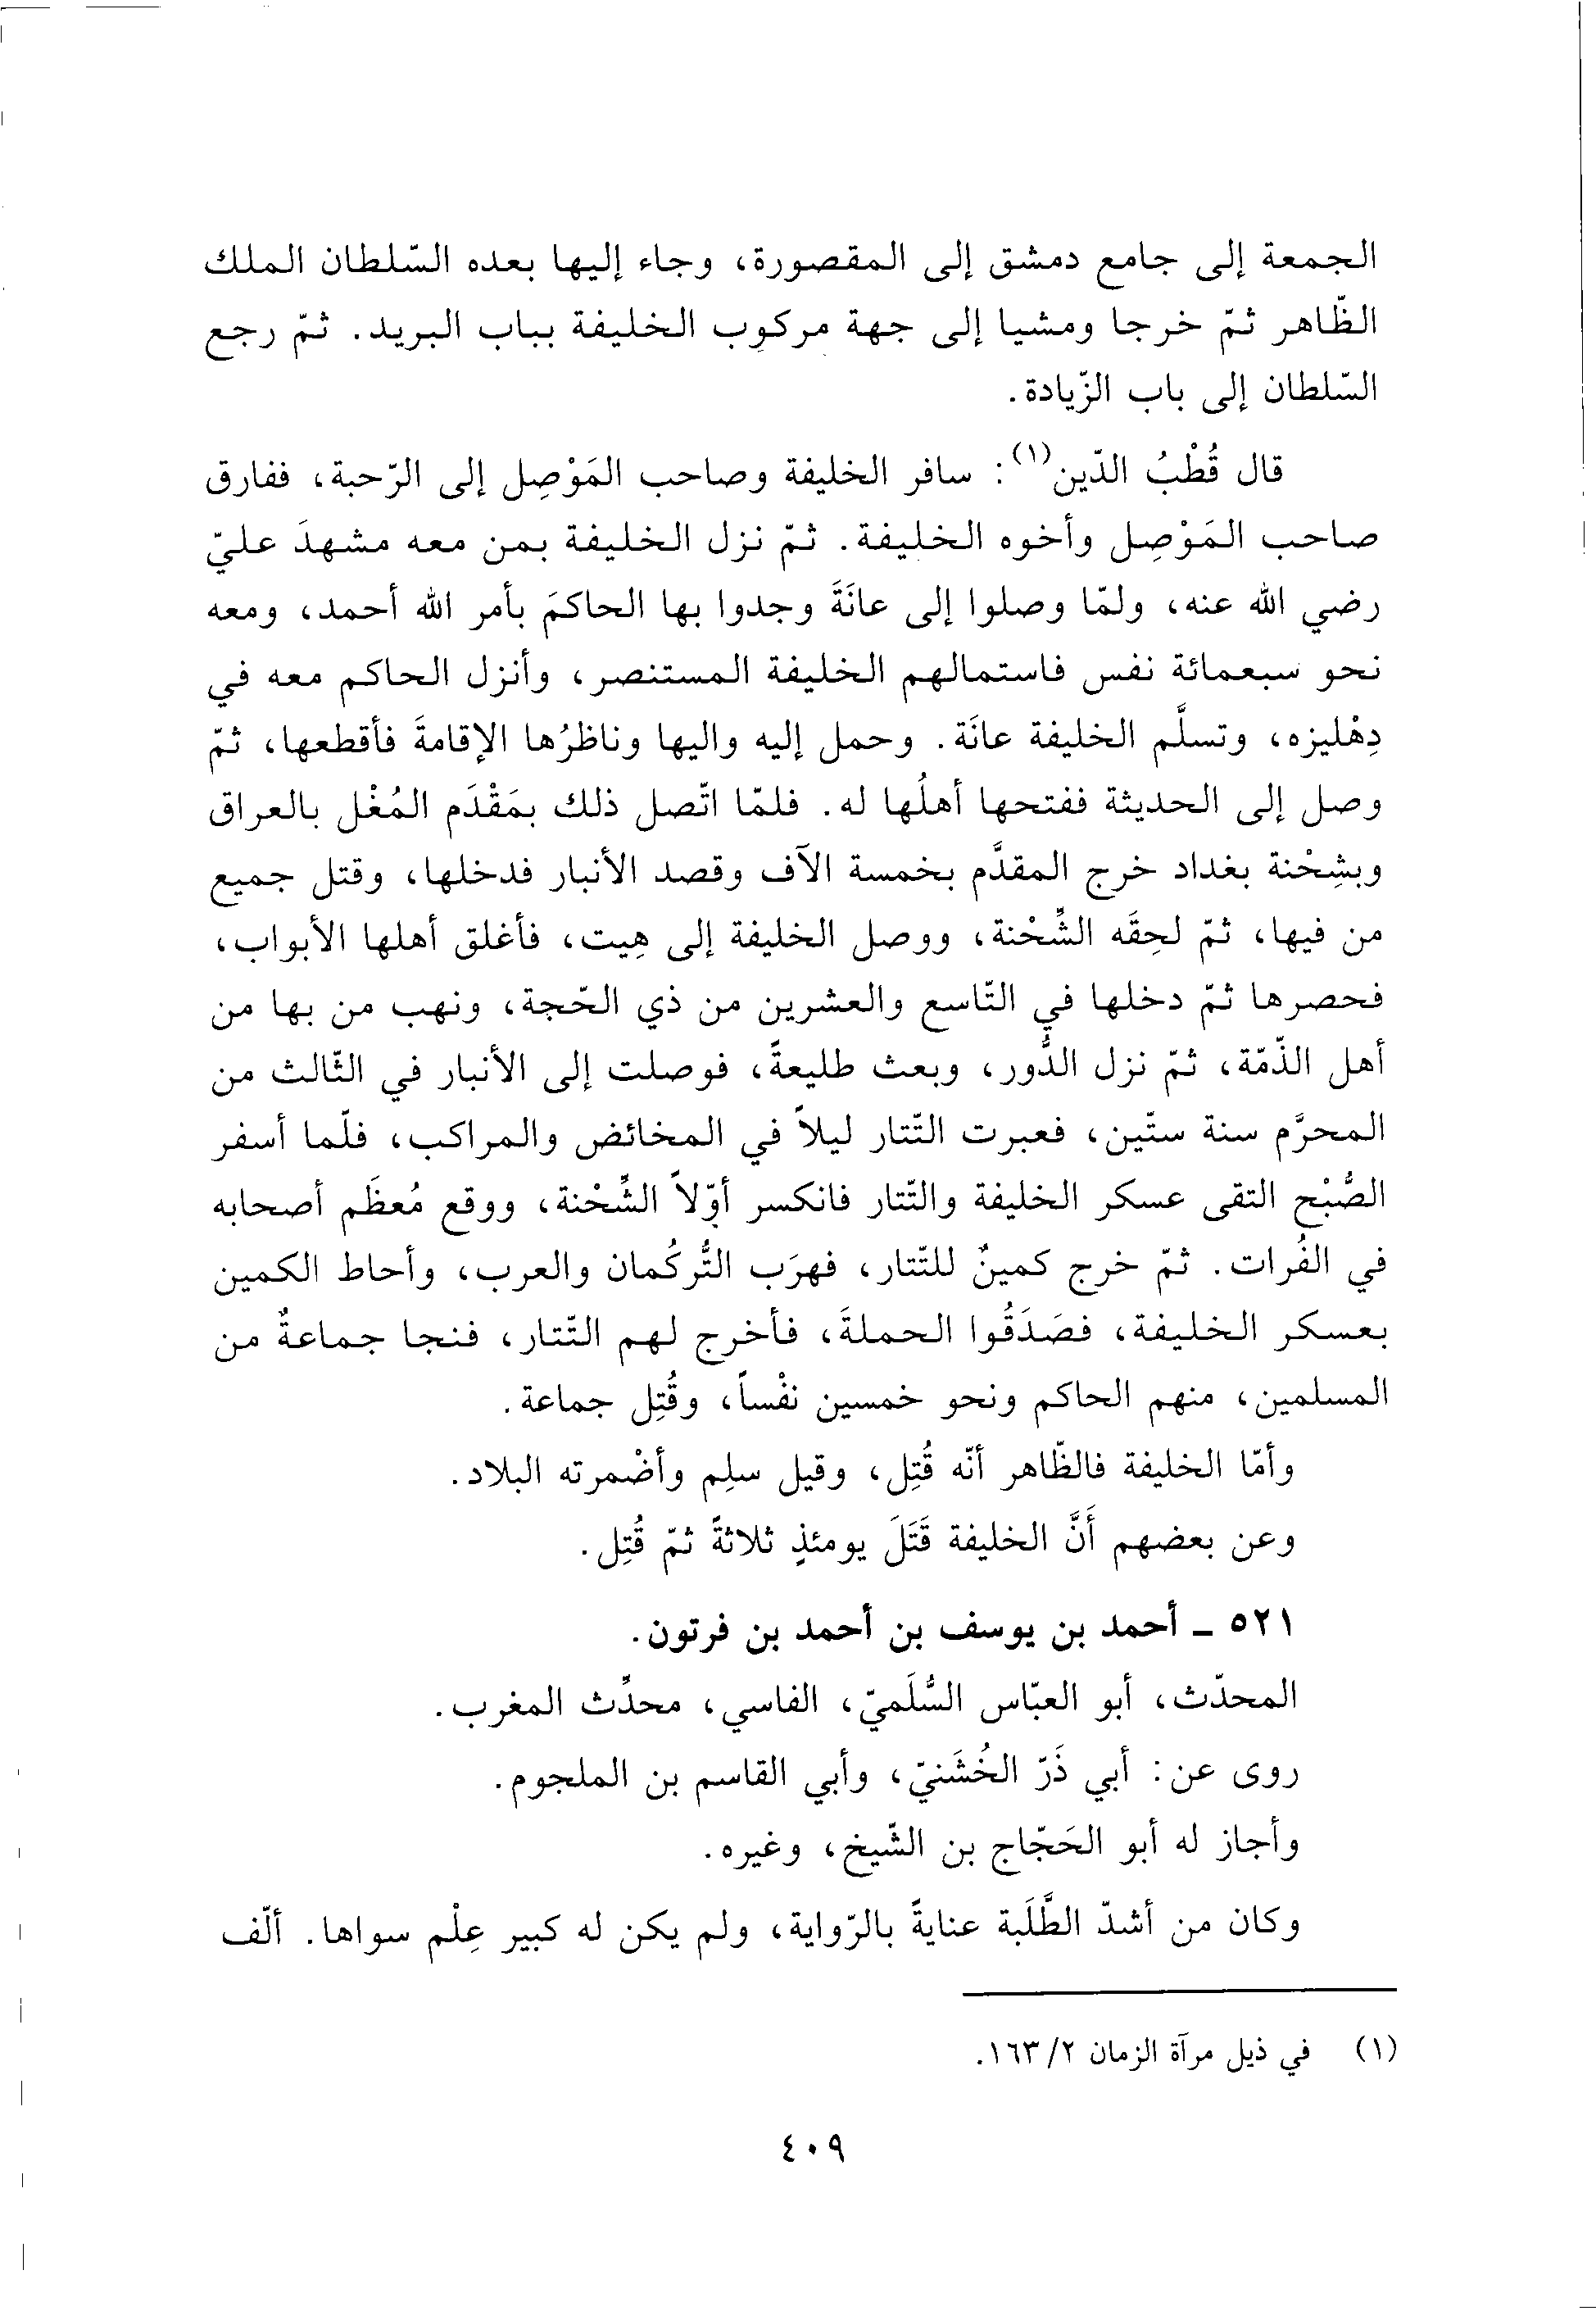 الجمعة إلى جامع دمشق إلى المقصورة، وجاء إليها بعده السّلطان الملك
الظّاهر ثمّ خرجا ومشيا إلى جهة مركوِب الخليفة بباب البريد. ثمّ رجع
السّلطان إلى باب الزّيادة.
قال قُطْبُ الدّين(١): سافر الخليفة وصاحب المَوْصِل إلى الرّحبة، ففارق
صاحب المَوْصِل وأخوه الخليفة. ثمّ نزل الخليفة بمن معه مشهدَ عليّ
رضي الله عنه، ولمّا وصلوا إلى عانَةَ وجدوا بها الحاكمَ بأمر الله أحمد، ومعه
نحو سبعمائة نفس فاستمالهم الخليفة المستنصر، وأنزل الحاكم معه في
دِهْليزه، وتسلَّم الخليفة عانَة. وحمل إليه واليها وناظرُها الإقامةَ فأقطعها، ثمّ
وصل إلى الحديثة ففتحها أهلُها له. فلمّا اتّصل ذلك بمَقْدَم المُغْل بالعراق
وبشِحْنة بغداد خرج المقدَّم بخمسة الآف وقصد الأنبار فدخلها، وقتل جميع
من فيها، ثمّ لحِقَه الشِّحْنة، ووصل الخليفة إلى هِيت، فأغلق أهلها الأبواب،
فحصرها ثمّ دخلها في التّاسع والعشرين من ذي الحّجة، ونهب من بها من
أهل الذّمّة، ثمّ نزل الدُّور، وبعث طليعةً، فوصلت إلى الأنبار في الثّالث من
المحرَّم سنة ستّين، فعبرت التّتار ليلاً في المخائض والمراكب، فلّما أسفر
الصُّبْح التقى عسكر الخليفة والتّتار فانكسر أوّلاً الشِّحْنة، ووقع مُعظَم أصحابه
في الفُرات. ثمّ خرج كمينٌ للتّتار، فهرَب التُّركُمان والعرب، وأحاط الكمين
بعسكر الخليفة، فصَدَقُوا الحملةَ، فأخرج لهم التّتار، فنجا جماعةٌ من
المسلمين، منهم الحاكم ونحو خمسين نفْساً، وقُتِل جماعة.
وأمّا الخليفة فالظّاهر أنّه قُتِل، وقيل سلِم وأضْمرته البلاد.
وعن بعضهم أَنَّ الخليفة قَتَلَ يومئذٍ ثلاثةً ثمّ قُتِل.
٥٢١ - أحمد بن يوسف بن أحمد بن فرتون.
المحدّث، أبو العبّاس السُّلَميّ، الفاسي، محدِّث المغرب.
روى عن: أبي ذَرّ الخُشَنيّ، وأبي القاسم بن الملجوم.
وأجاز له أبو الحَجّاج بن الشّيخ، وغيره.
وكان من أشدّ الطَّلَبة عنايةً بالرّواية، ولم يكن له كبير عِلْم سواها. ألّف
(١) في ذيل مرآة الزمان ٢/ ١٦٣.
٤٠٩